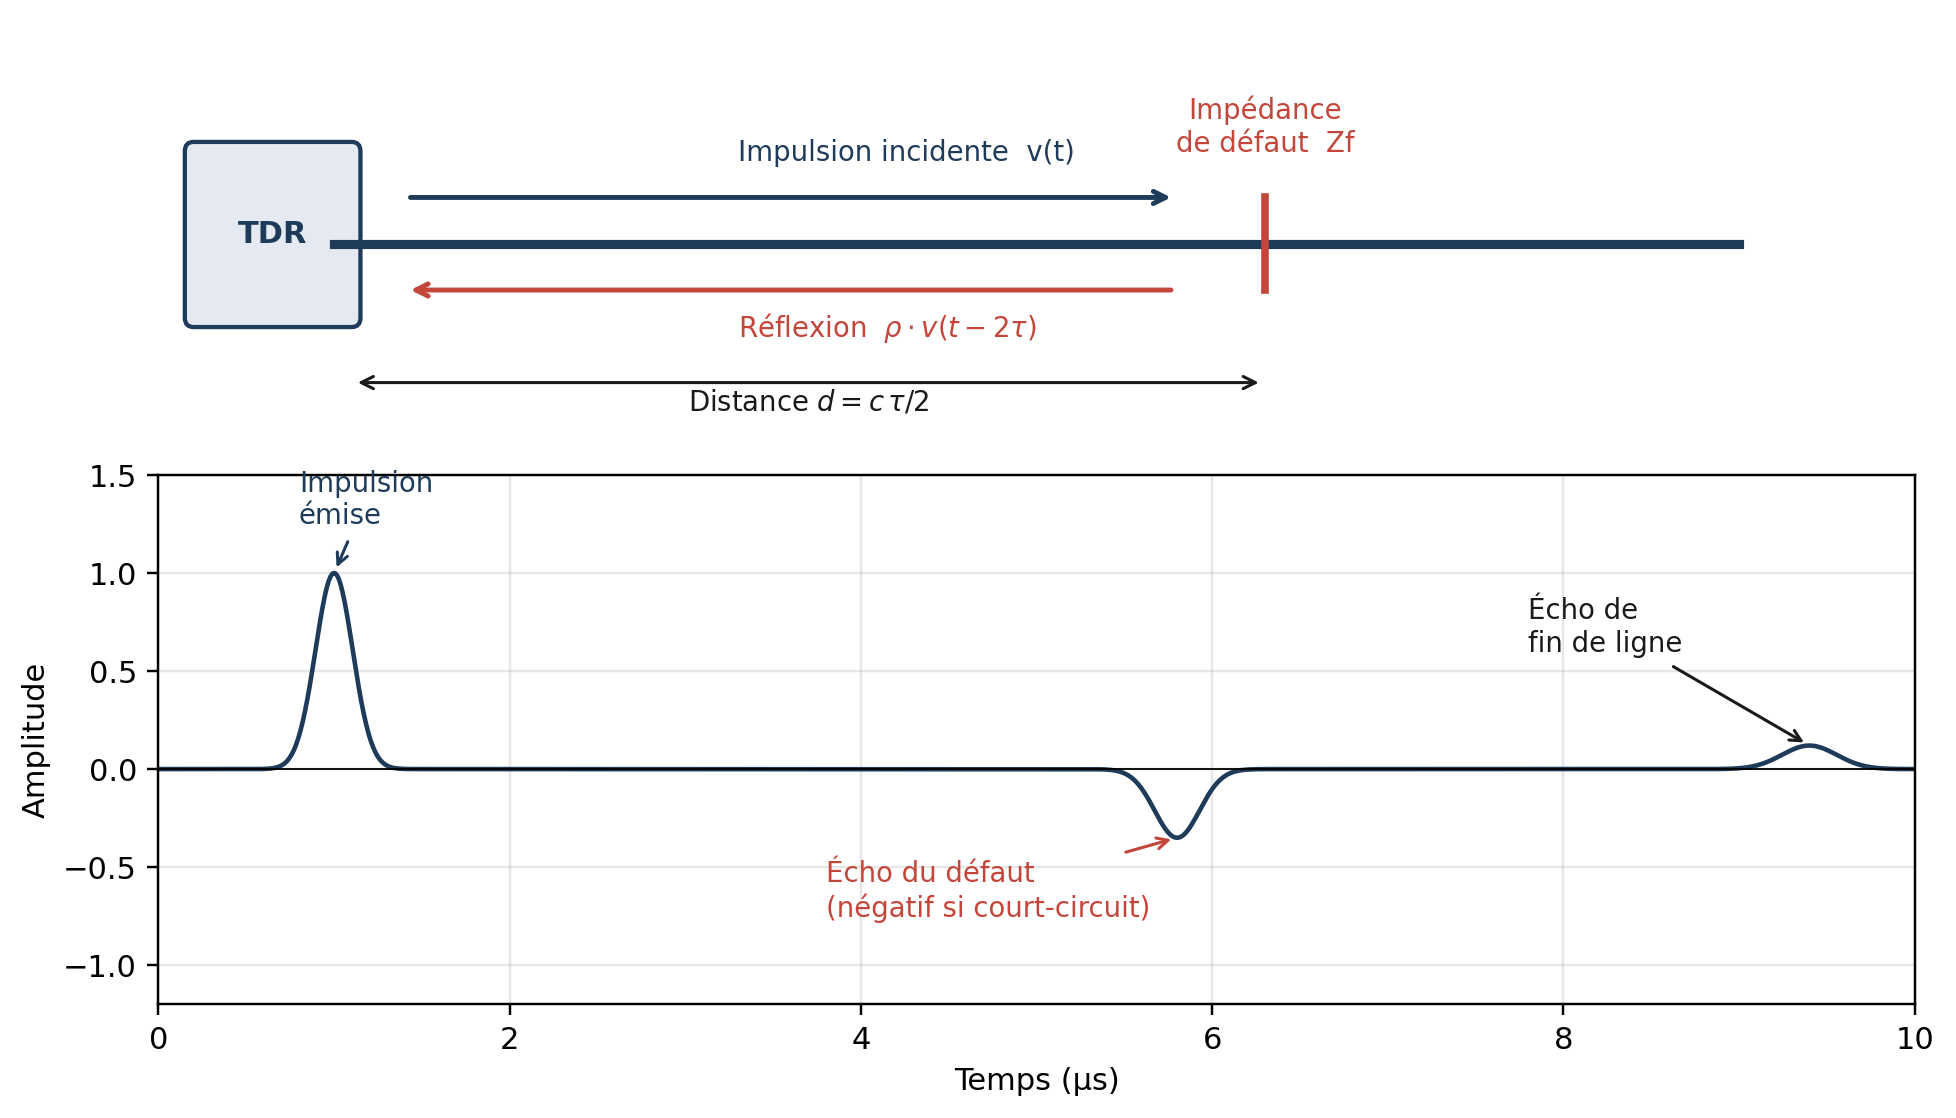 Impédance
de défaut  Zf
Impulsion incidente  v(t)
TDR
Réflexion  ρ · v(t − 2τ)
Distance d = c τ/2
Impulsion
émise
Écho de
fin de ligne
Écho du défaut
(négatif si court-circuit)
Amplitude
1.5
1.0
0.5
0.0
−0.5
−1.0
0
2
4
6
8
10
Temps (µs)